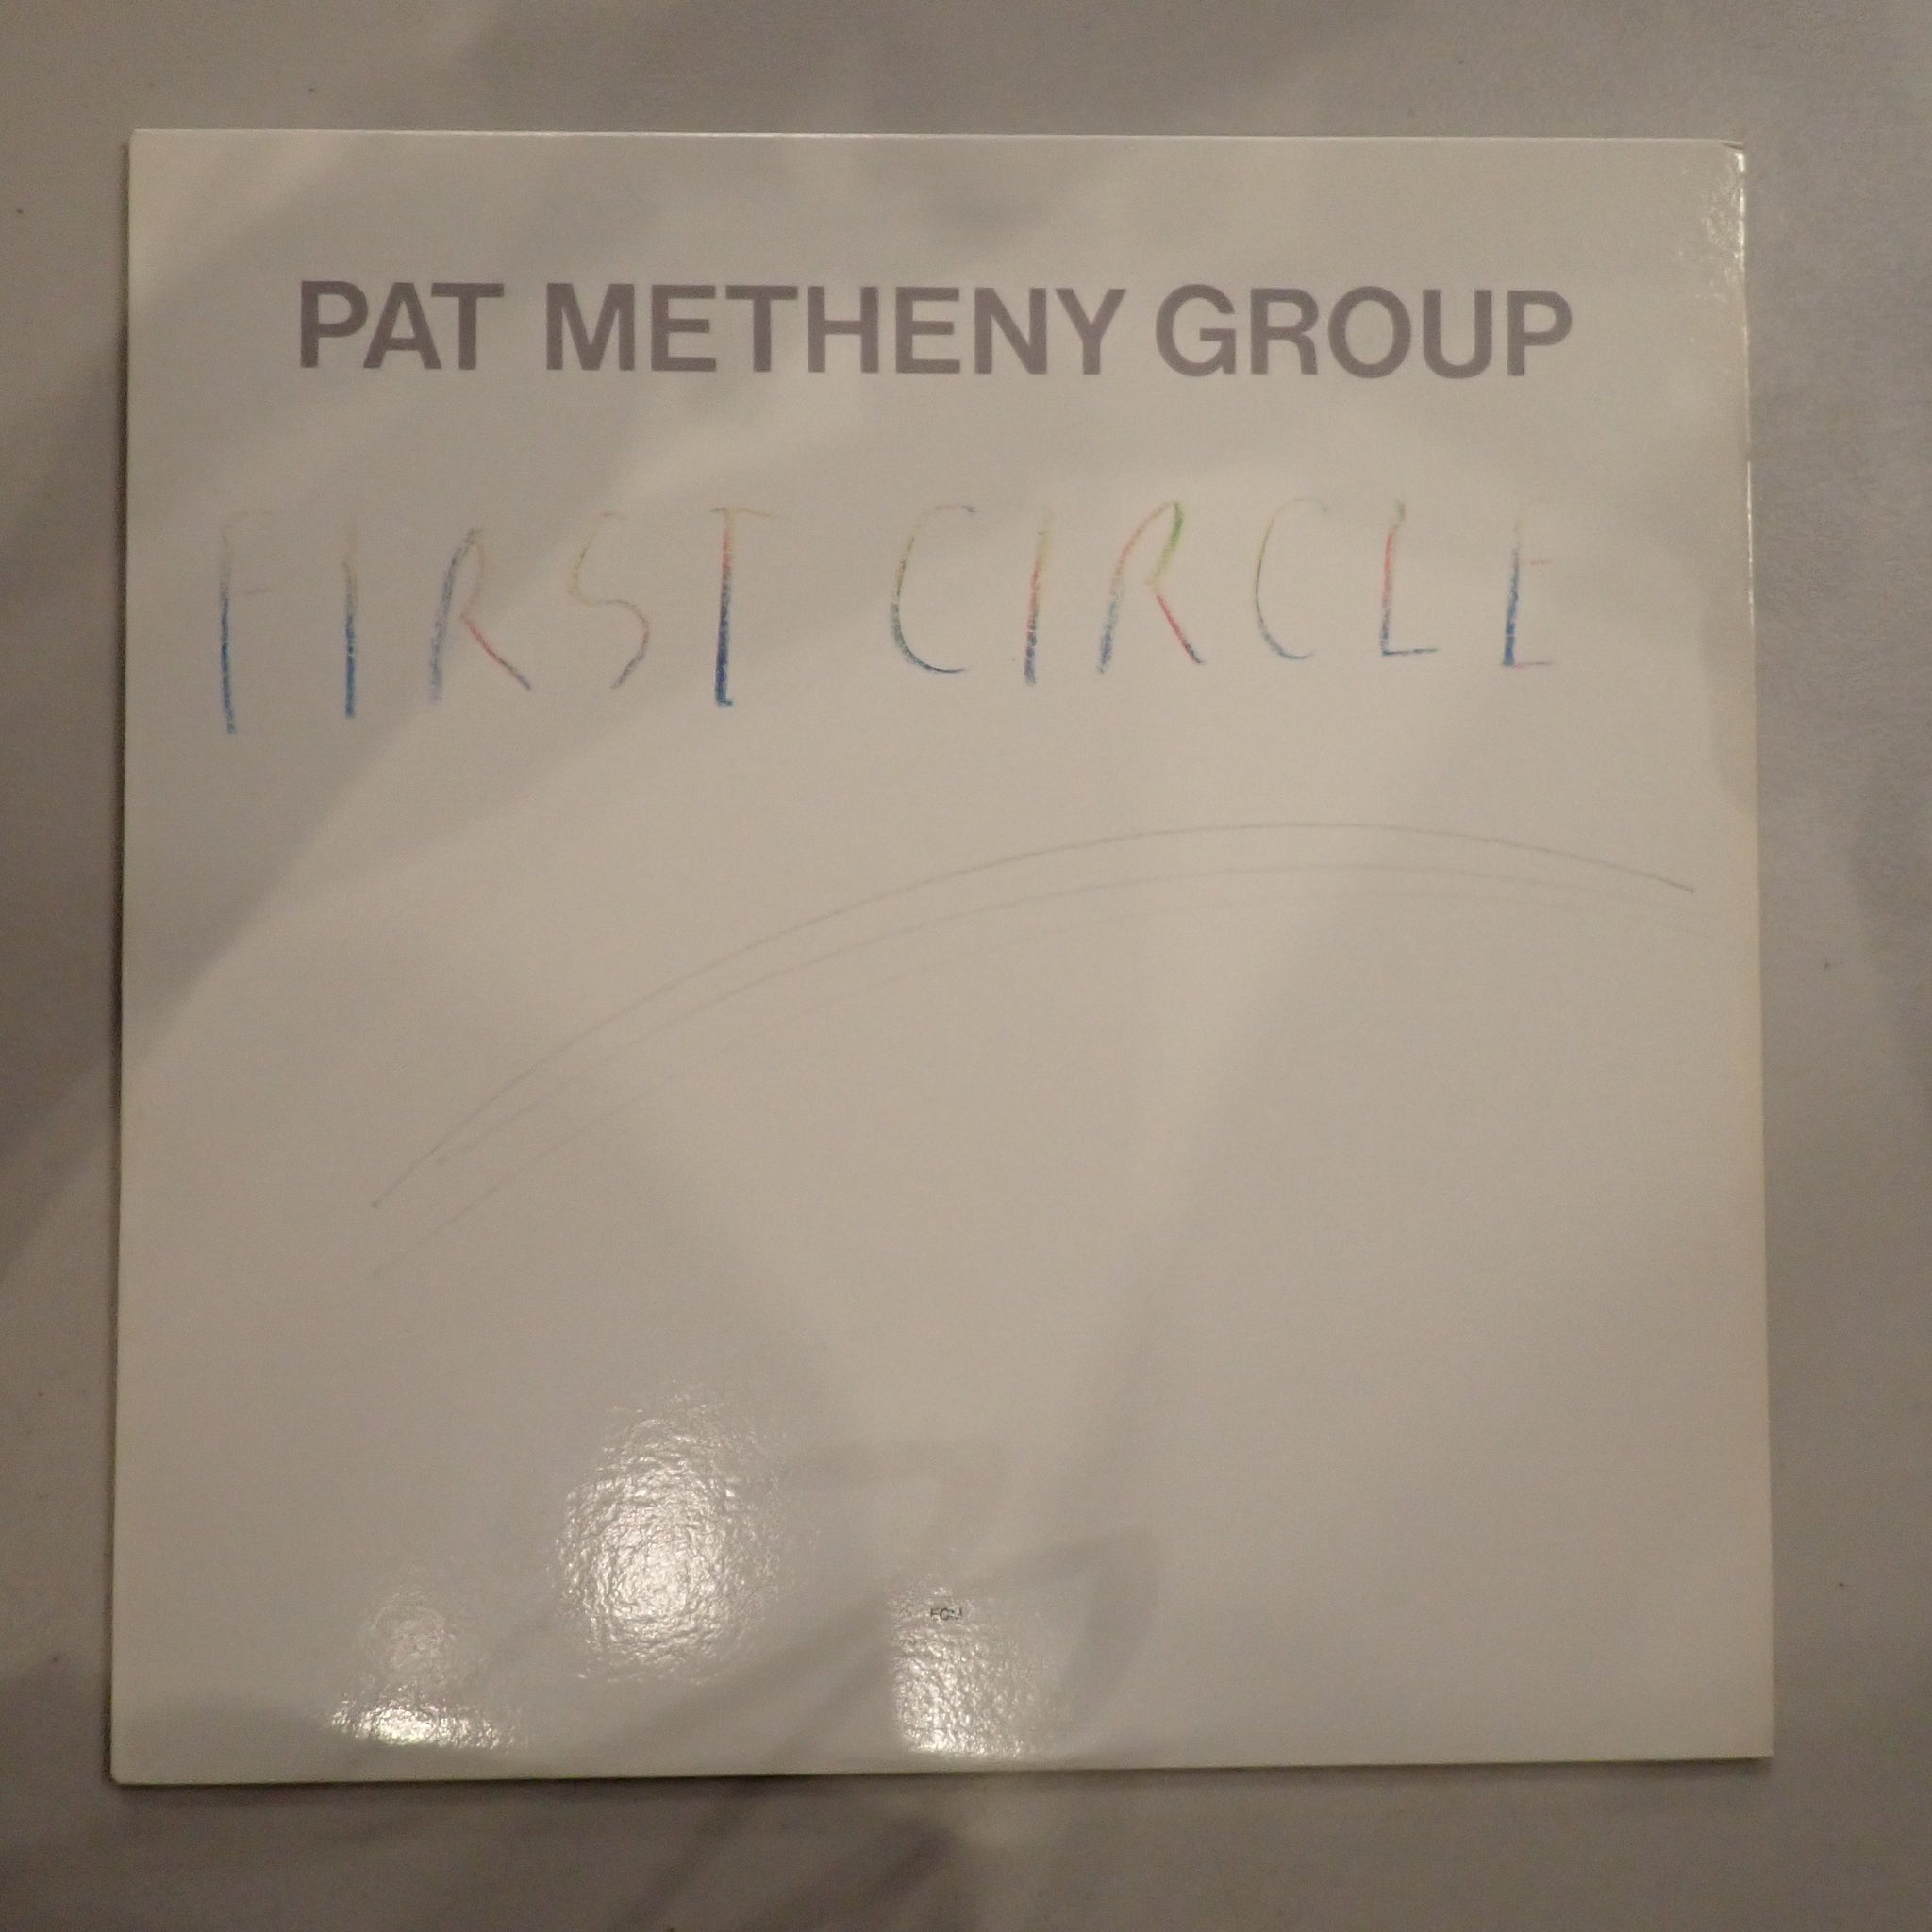 PAT METHENY GROUP
FIRST CIRCLE
ECM